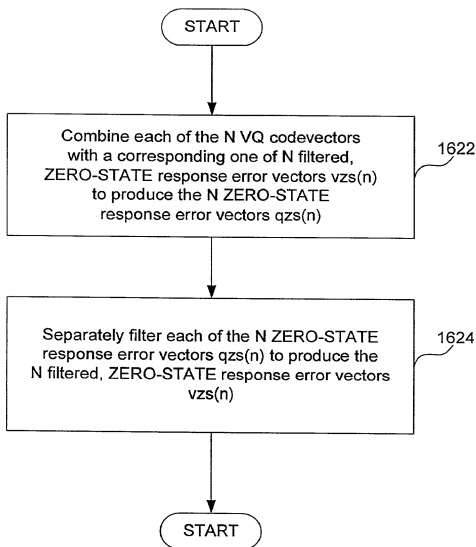 START
Combine each of the N VQ codevectors
with a corresponding one of N filtered,
ZERO-STATE response error vectors vzs(n)
to produce the N ZERO-STATE
response error vectors qzs(n)
1622
Separately filter each of the N ZERO-STATE
response error vectors qzs(n) to produce the
N filtered, ZERO-STATE response error vectors
vzs(n)
1624
START